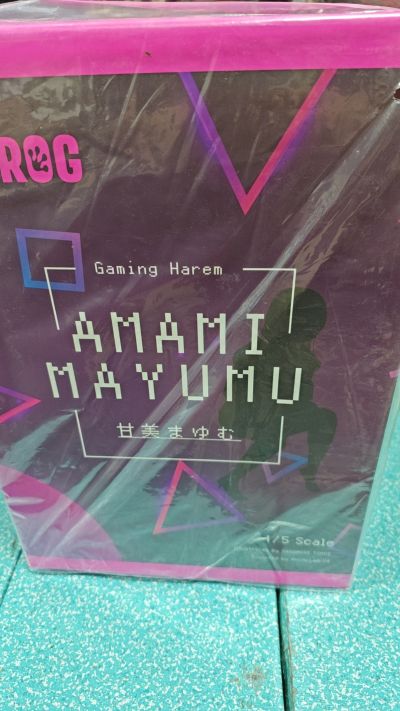 ROG
Gaming Harem
AMAMI
MAYUMU
甘美まゆむ
1/5 Scale